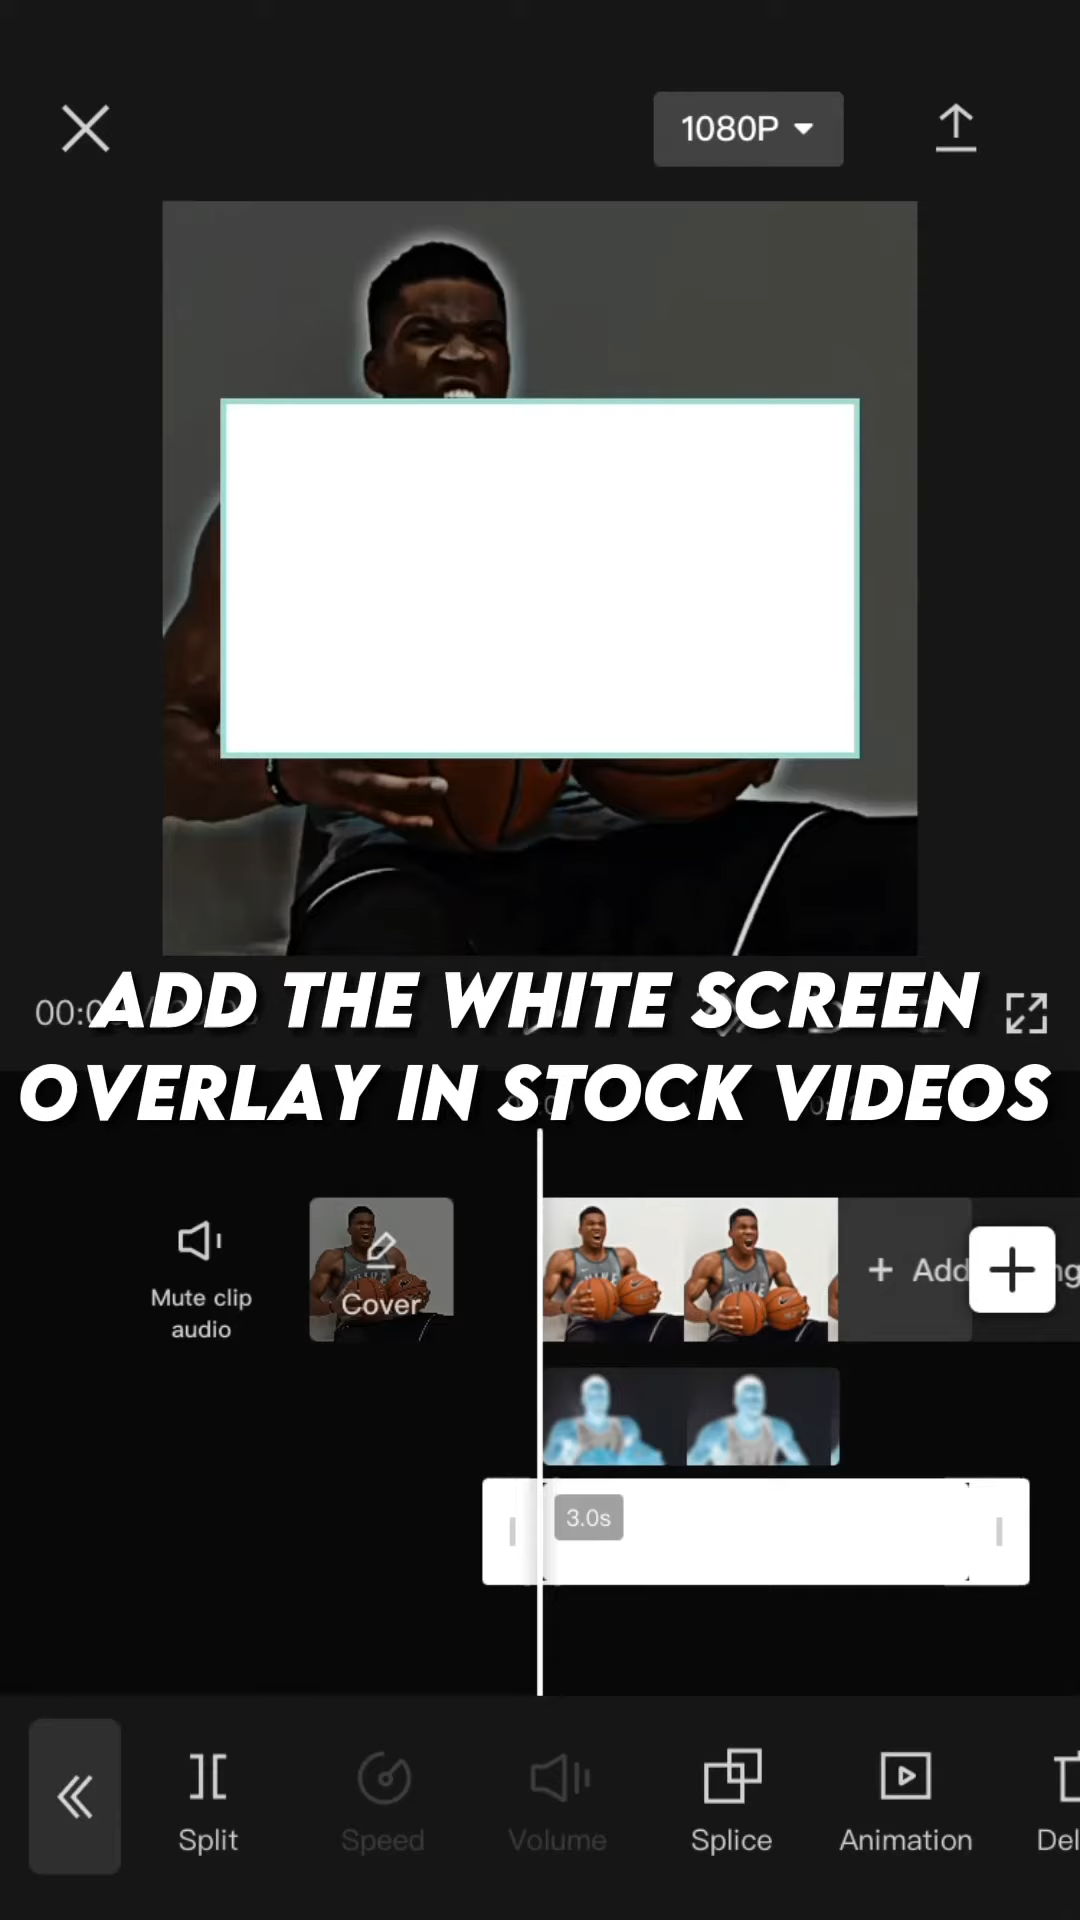 1080P
ADD THE WHITE SCREEN
OVERLAY IN STOCK VIDEOS
Mute clip
audio
Cover
+ Add
3.0s
Split
Speed
Volume
Splice
Animation
Del